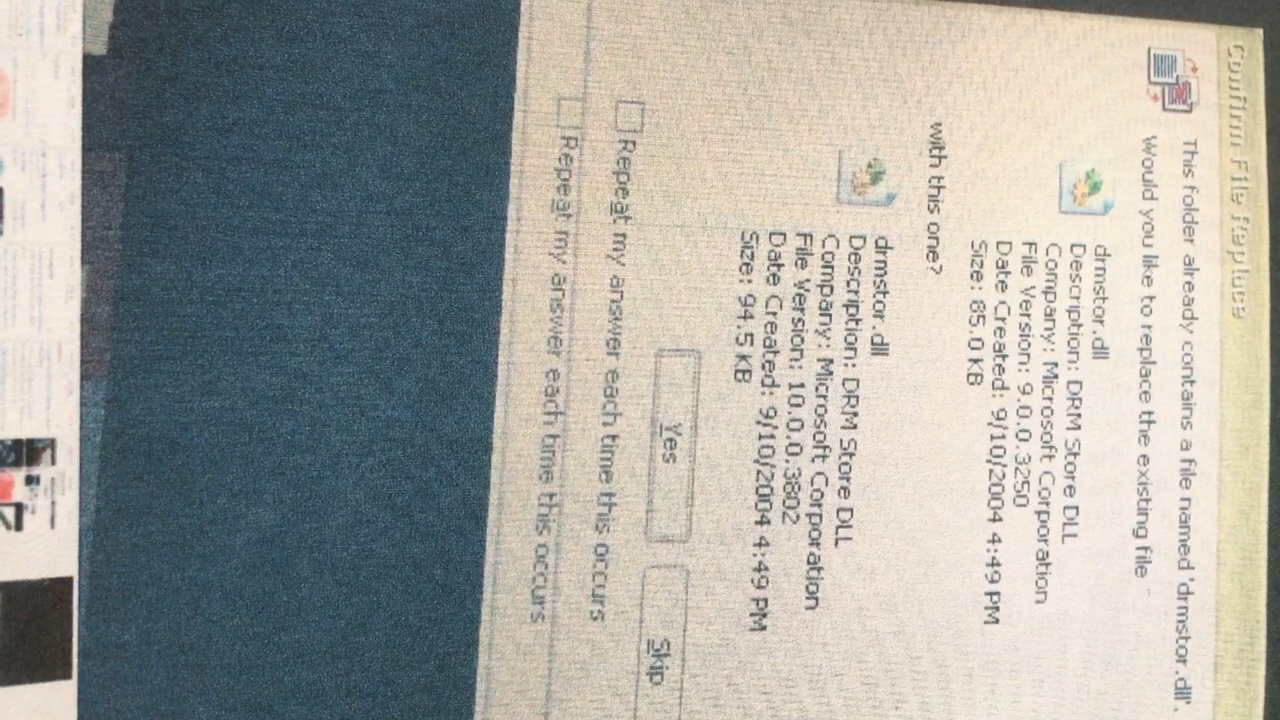 Confirm File Replace
This folder already contains a file named 'drmstor.dll'.
Would you like to replace the existing file -
drmstor.dll
Description: DRM Store DLL
Company: Microsoft Corporation
File Version: 9.0.0.3250
Date Created: 9/10/2004 4:49 PM
Size: 85.0 KB
with this one?
drmstor.dll
Description: DRM Store DLL
Company: Microsoft Corporation
File Version: 10.0.0.3802
Date Created: 9/10/2004 4:49 PM
Size: 94.5 KB
Yes
Skip
Repeat my answer each time this occurs
Repeat my answer each time this occurs